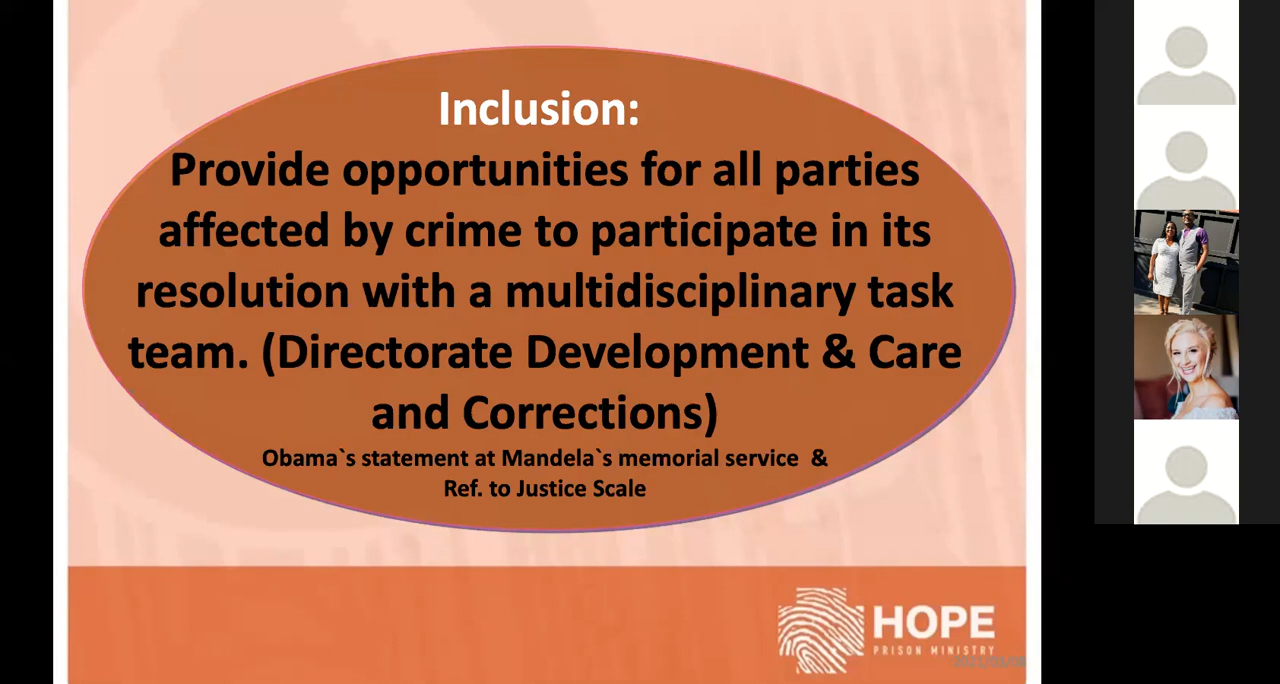 Inclusion:
Provide opportunities for all parties
affected by crime to participate in its
resolution with a multidisciplinary task
team. (Directorate Development & Care
and Corrections)
Obama`s statement at Mandela`s memorial service &
Ref. to Justice Scale
HOPE
PRISON MINISTRY